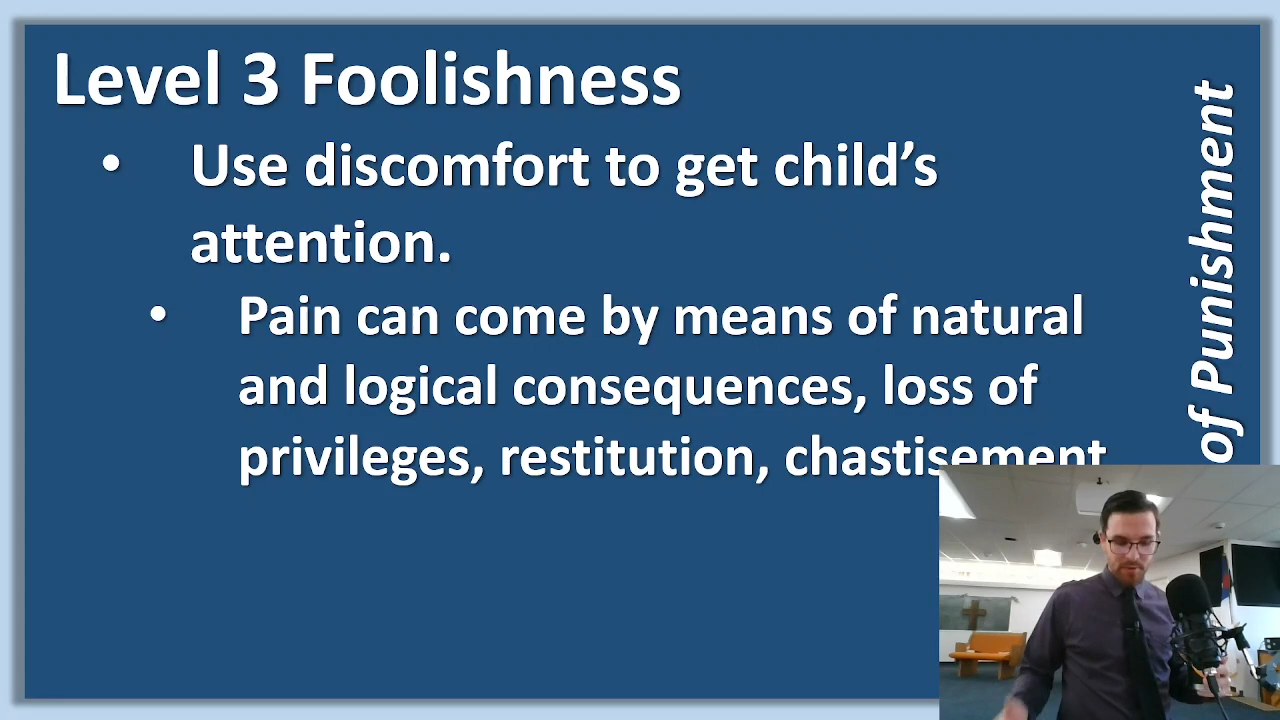 Level 3 Foolishness
• Use discomfort to get child’s
attention.
• Pain can come by means of natural
and logical consequences, loss of
privileges, restitution, chastisement
of Punishment